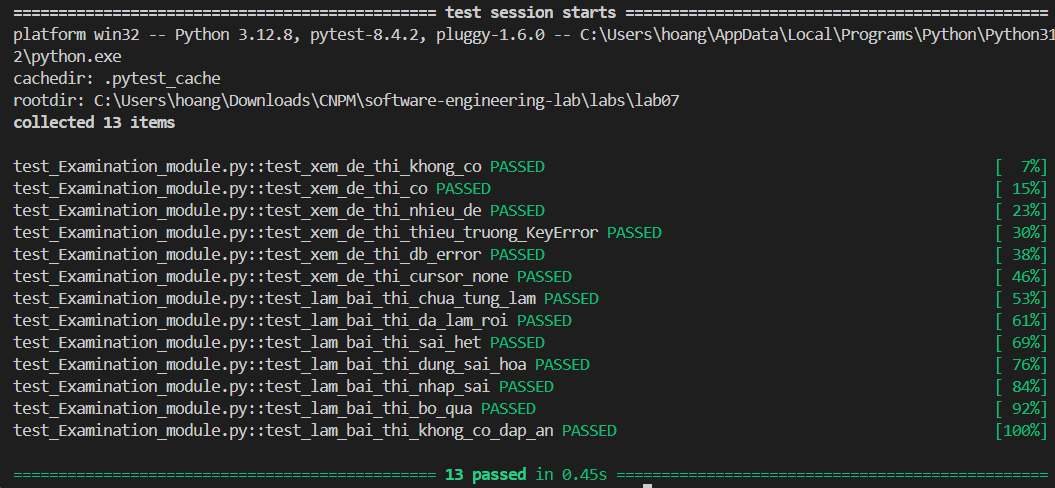 ============================================== test session starts ==============================================
platform win32 -- Python 3.12.8, pytest-8.4.2, pluggy-1.6.0 -- C:\Users\hoang\AppData\Local\Programs\Python\Python31
2\python.exe
cachedir: .pytest_cache
rootdir: C:\Users\hoang\Downloads\CNPM\software-engineering-lab\labs\lab07
collected 13 items
test_Examination_module.py::test_xem_de_thi_khong_co PASSED [  7%]
test_Examination_module.py::test_xem_de_thi_co PASSED [ 15%]
test_Examination_module.py::test_xem_de_thi_nhieu_de PASSED [ 23%]
test_Examination_module.py::test_xem_de_thi_thieu_truong_KeyError PASSED [ 30%]
test_Examination_module.py::test_xem_de_thi_db_error PASSED [ 38%]
test_Examination_module.py::test_xem_de_thi_cursor_none PASSED [ 46%]
test_Examination_module.py::test_lam_bai_thi_chua_tung_lam PASSED [ 53%]
test_Examination_module.py::test_lam_bai_thi_da_lam_roi PASSED [ 61%]
test_Examination_module.py::test_lam_bai_thi_sai_het PASSED [ 69%]
test_Examination_module.py::test_lam_bai_thi_dung_sai_hoa PASSED [ 76%]
test_Examination_module.py::test_lam_bai_thi_nhap_sai PASSED [ 84%]
test_Examination_module.py::test_lam_bai_thi_bo_qua PASSED [ 92%]
test_Examination_module.py::test_lam_bai_thi_khong_co_dap_an PASSED [100%]
============================================== 13 passed in 0.45s ===============================================